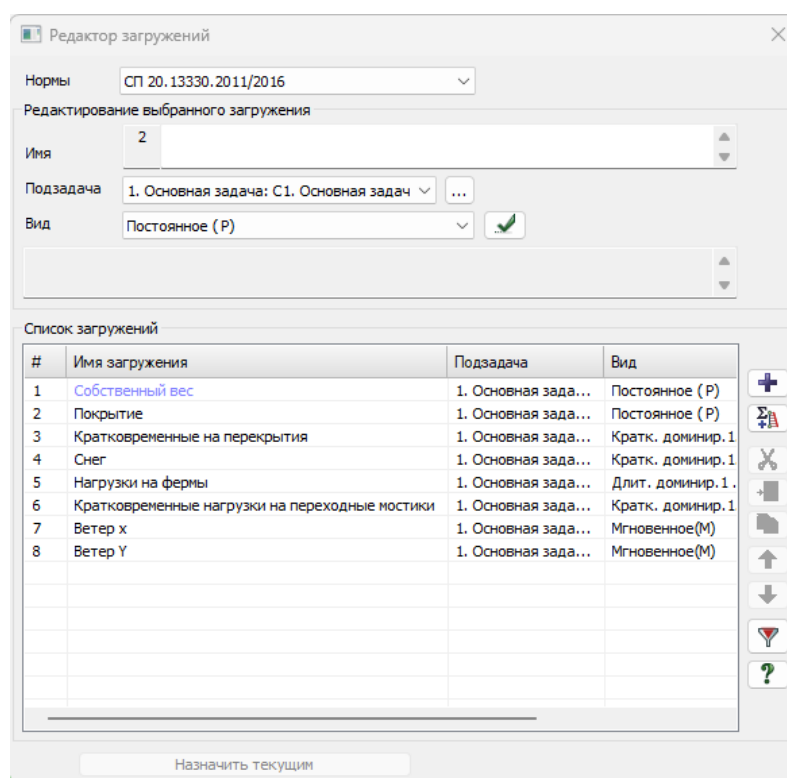 Редактор загружений
Нормы СП 20.13330.2011/2016
Редактирование выбранного загружения
Имя 2
Подзадача 1. Основная задача: С1. Основная задач ...
Вид Постоянное ( P)
Список загружений
# Имя загружения Подзадача Вид
1 Собственный вес 1. Основная зада... Постоянное ( P)
2 Покрытие 1. Основная зада... Постоянное ( P)
3 Кратковременные на перекрытия 1. Основная зада... Кратк. доминир.1
4 Снег 1. Основная зада... Кратк. доминир.1
5 Нагрузки на фермы 1. Основная зада... Длит. доминир.1 .
6 Кратковременные нагрузки на переходные мостики 1. Основная зада... Кратк. доминир.1
7 Ветер х 1. Основная зада... Мгновенное(М)
8 Ветер Y 1. Основная зада... Мгновенное(М)
Назначить текущим